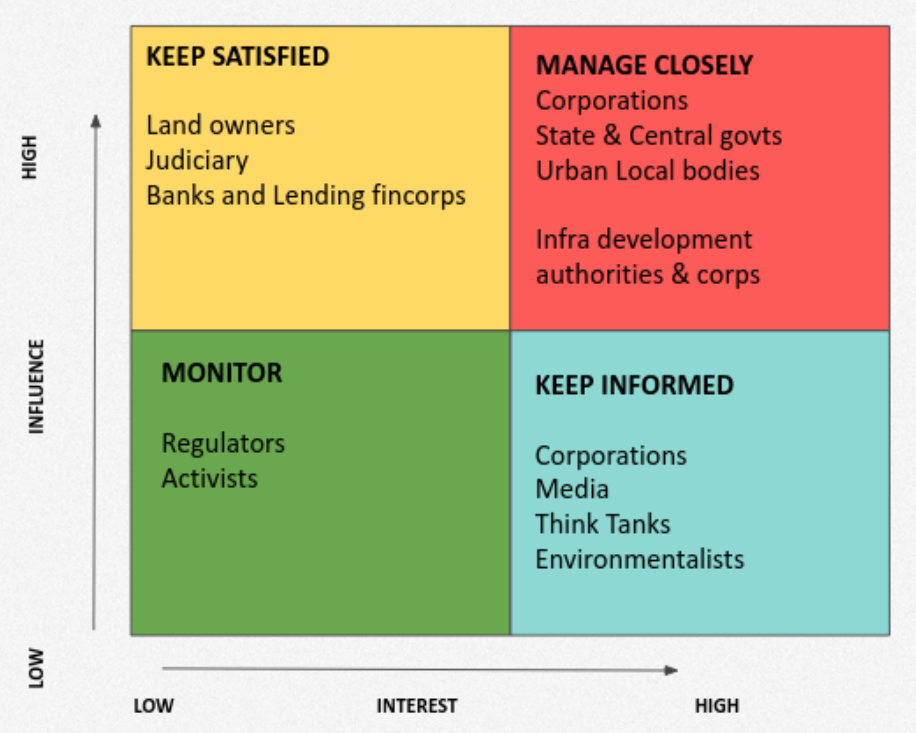 KEEP SATISFIED
Land owners
Judiciary
Banks and Lending fincorps
MANAGE CLOSELY
Corporations
State & Central govts
Urban Local bodies
Infra development
authorities & corps
MONITOR
Regulators
Activists
KEEP INFORMED
Corporations
Media
Think Tanks
Environmentalists
HIGH
INFLUENCE
LOW
LOW
INTEREST
HIGH